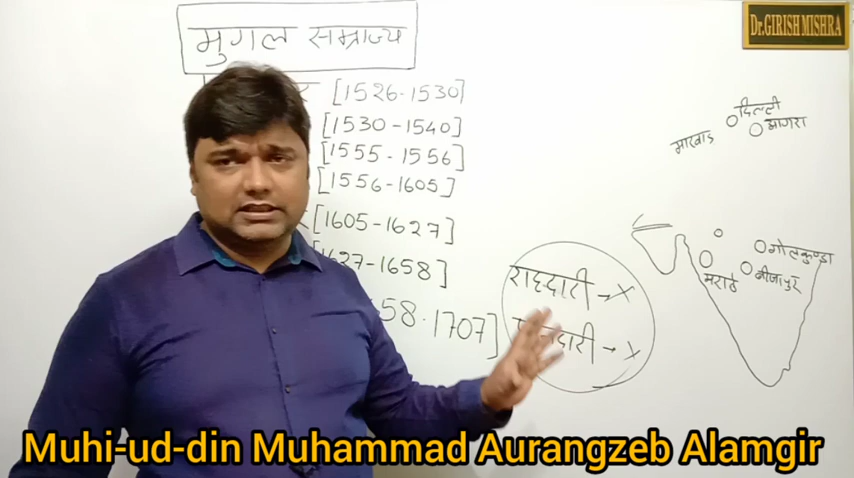 मुगल सम्राज्य
[1526-1530]
[1530-1540]
[1555-1556]
[1556-1605]
[1605-1627]
[1627-1658]
58-1707]
राहदारी → x
→ x
दिल्ली
आगरा
मारवाड़
गोलकुण्डा
बीजापुर
मराठे
Dr.GIRISH MISHRA
Muhi-ud-din Muhammad Aurangzeb Alamgir